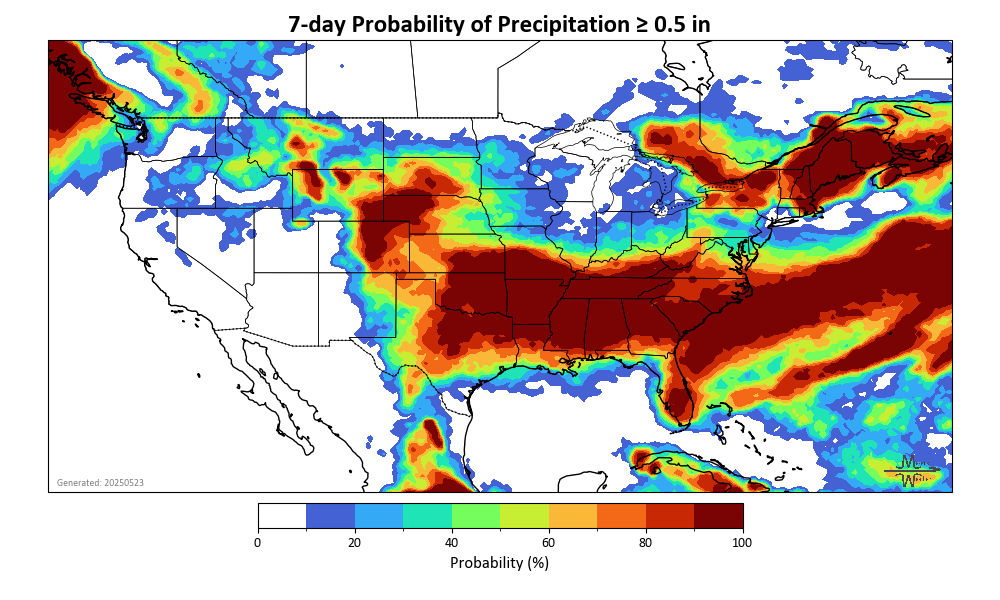 7-day Probability of Precipitation ≥ 0.5 in
Generated: 20250523
0 20 40 60 80 100
Probability (%)